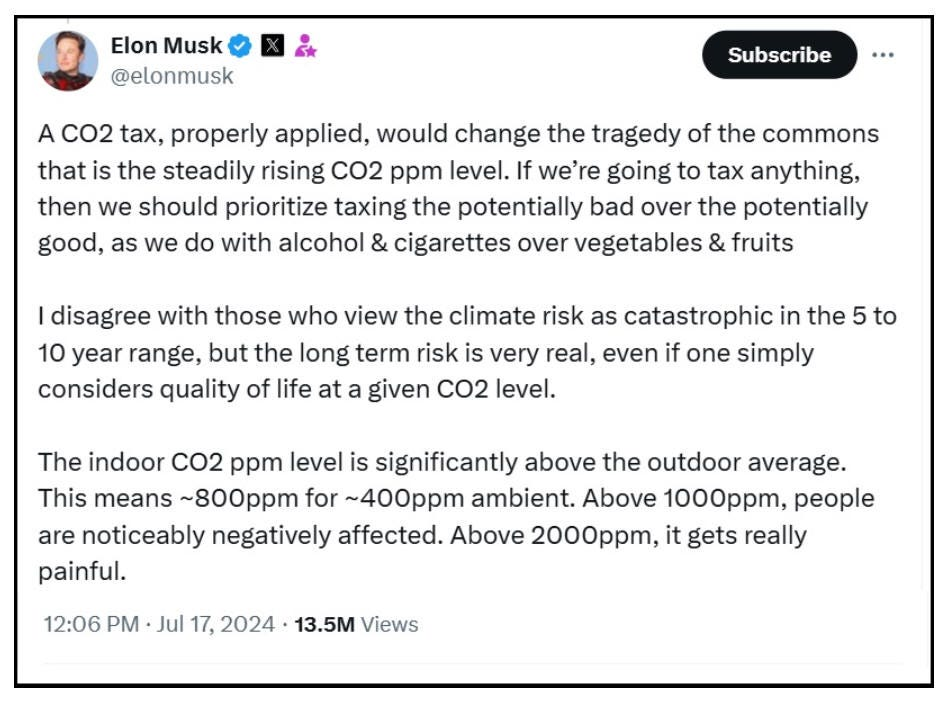 Elon Musk
@elonmusk
Subscribe
A CO2 tax, properly applied, would change the tragedy of the commons
that is the steadily rising CO2 ppm level. If we’re going to tax anything,
then we should prioritize taxing the potentially bad over the potentially
good, as we do with alcohol & cigarettes over vegetables & fruits
I disagree with those who view the climate risk as catastrophic in the 5 to
10 year range, but the long term risk is very real, even if one simply
considers quality of life at a given CO2 level.
The indoor CO2 ppm level is significantly above the outdoor average.
This means ~800ppm for ~400ppm ambient. Above 1000ppm, people
are noticeably negatively affected. Above 2000ppm, it gets really
painful.
12:06 PM · Jul 17, 2024 · 13.5M Views